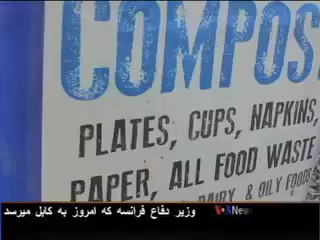 COMPOS
PLATES, CUPS, NAPKINS,
PAPER, ALL FOOD WASTE
DAIRY & OILY FOODS
وزیر دفاع فرانسه که امروز به کابل میرسد
VOANew